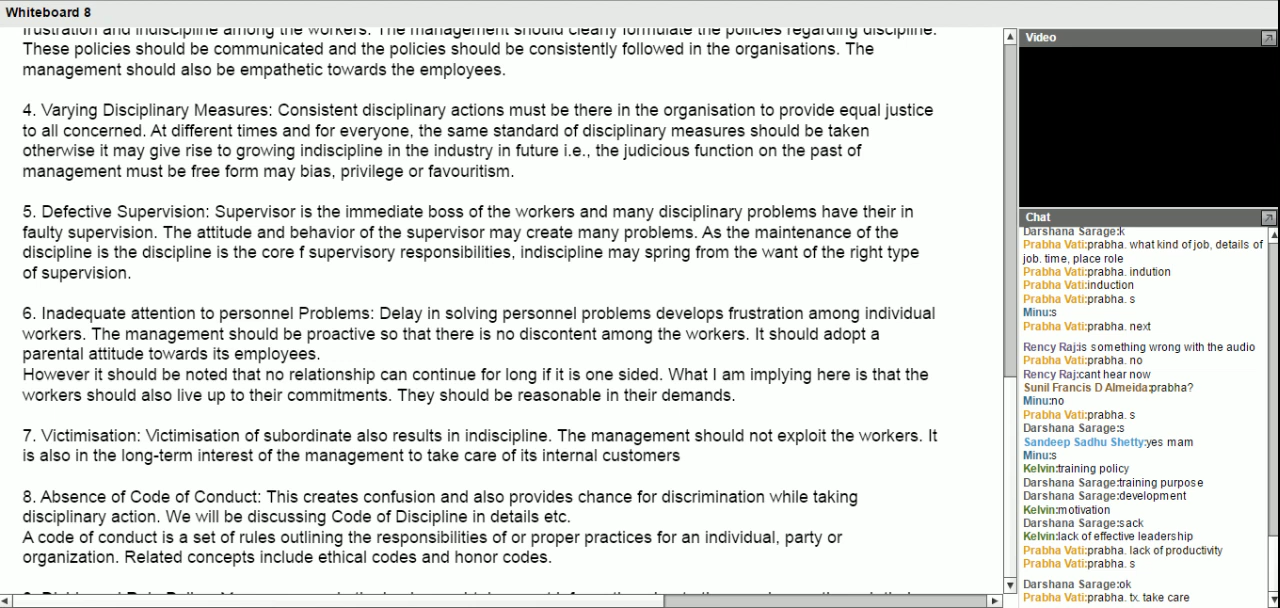 Whiteboard 8
frustration and indiscipline among the workers. The management should clearly formulate the policies regarding discipline.
These policies should be communicated and the policies should be consistently followed in the organisations. The
management should also be empathetic towards the employees.
4. Varying Disciplinary Measures: Consistent disciplinary actions must be there in the organisation to provide equal justice
to all concerned. At different times and for everyone, the same standard of disciplinary measures should be taken
otherwise it may give rise to growing indiscipline in the industry in future i.e., the judicious function on the past of
management must be free form may bias, privilege or favouritism.
5. Defective Supervision: Supervisor is the immediate boss of the workers and many disciplinary problems have their in
faulty supervision. The attitude and behavior of the supervisor may create many problems. As the maintenance of the
discipline is the discipline is the core f supervisory responsibilities, indiscipline may spring from the want of the right type
of supervision.
6. Inadequate attention to personnel Problems: Delay in solving personnel problems develops frustration among individual
workers. The management should be proactive so that there is no discontent among the workers. It should adopt a
parental attitude towards its employees.
However it should be noted that no relationship can continue for long if it is one sided. What I am implying here is that the
workers should also live up to their commitments. They should be reasonable in their demands.
7. Victimisation: Victimisation of subordinate also results in indiscipline. The management should not exploit the workers. It
is also in the long-term interest of the management to take care of its internal customers
8. Absence of Code of Conduct: This creates confusion and also provides chance for discrimination while taking
disciplinary action. We will be discussing Code of Discipline in details etc.
A code of conduct is a set of rules outlining the responsibilities of or proper practices for an individual, party or
organization. Related concepts include ethical codes and honor codes.
Video
Chat
Darshana Sarage:k
Prabha Vati:prabha. what kind of job, details of
job. time, place role
Prabha Vati:prabha. indution
Prabha Vati:induction
Prabha Vati:prabha. s
Minu:s
Prabha Vati:prabha. next
Rency Raj:is something wrong with the audio
Prabha Vati:prabha. no
Rency Raj:cant hear now
Sunil Francis D Almeida:prabha?
Minu:no
Prabha Vati:prabha. s
Darshana Sarage:s
Sandeep Sadhu Shetty:yes mam
Minu:s
Kelvin:training policy
Darshana Sarage:training purpose
Darshana Sarage:development
Kelvin:motivation
Darshana Sarage:sack
Kelvin:lack of effective leadership
Prabha Vati:prabha. lack of productivity
Prabha Vati:prabha. s
Darshana Sarage:ok
Prabha Vati:prabha. tx. take care